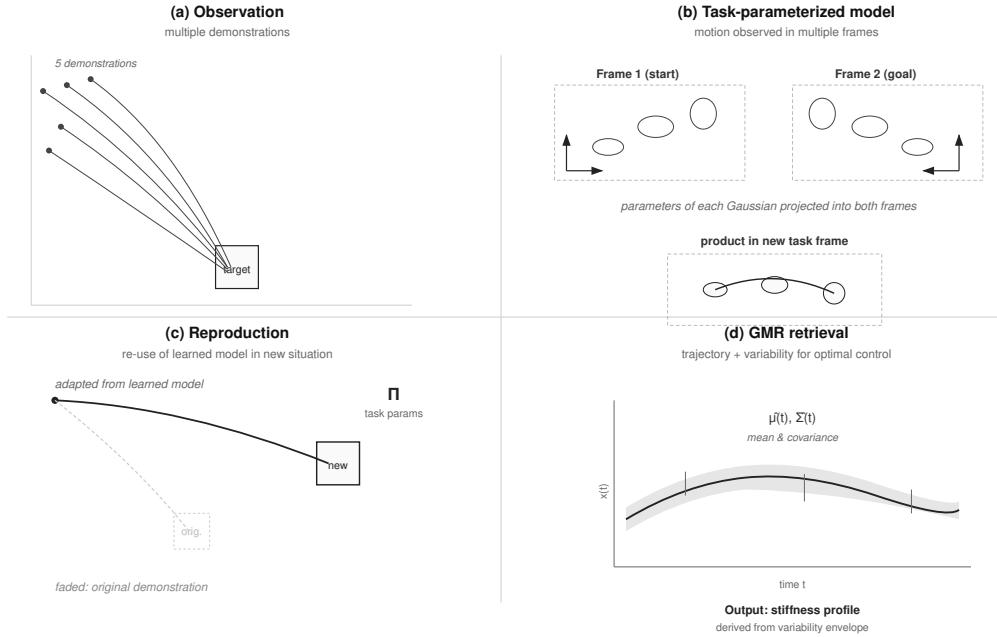 (a) Observation
multiple demonstrations
5 demonstrations
target
(b) Task-parameterized model
motion observed in multiple frames
Frame 1 (start)
Frame 2 (goal)
parameters of each Gaussian projected into both frames
product in new task frame
(c) Reproduction
re-use of learned model in new situation
adapted from learned model
Π
task params
new
orig.
faded: original demonstration
(d) GMR retrieval
trajectory + variability for optimal control
μ̂(t), Σ̂(t)
mean & covariance
x(t)
time t
Output: stiffness profile
derived from variability envelope